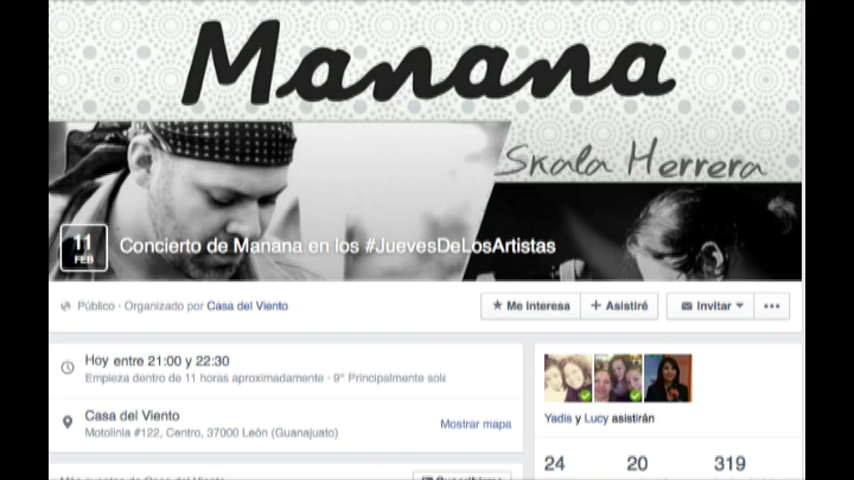 Manana
Skala Herrera
11
FEB
Concierto de Manana en los #JuevesDeLosArtistas
Público · Organizado por Casa del Viento
★ Me interesa
+ Asistiré
Invitar
Hoy entre 21:00 y 22:30
Empieza dentro de 11 horas aproximadamente · 9° Principalmente sole
Casa del Viento
Motolinia #122, Centro, 37000 León (Guanajuato)
Mostrar mapa
Yadis y Lucy asistirán
24
20
319